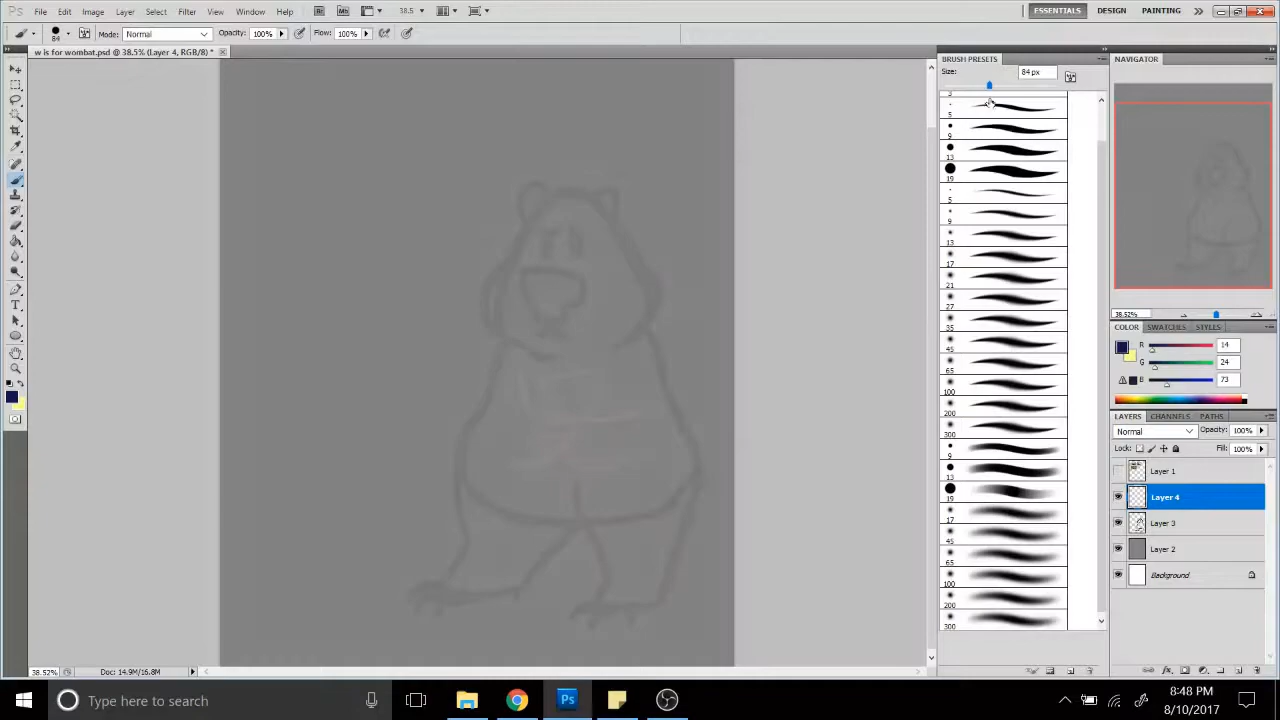 Ps File Edit Image Layer Select Filter Analysis View Window Help Br Mb 38.5 ESSENTIALS DESIGN PAINTING
84 Mode: Normal Opacity: 100% Flow: 100%
w is for wombat.psd @ 38.5% (Layer 4, RGB/8) *
BRUSH PRESETS
Size: 84 px
3
5
9
13
19
5
9
13
17
21
27
35
45
65
100
200
300
9
13
19
17
45
65
100
200
300
NAVIGATOR
38.52%
COLOR SWATCHES STYLES
R 14
G 24
B 73
LAYERS CHANNELS PATHS
Normal Opacity: 100%
Lock: Fill: 100%
Layer 1
Layer 4
Layer 3
Layer 2
Background
38.52% Doc: 14.9M/16.8M
Type here to search
Ps
8:48 PM
8/10/2017